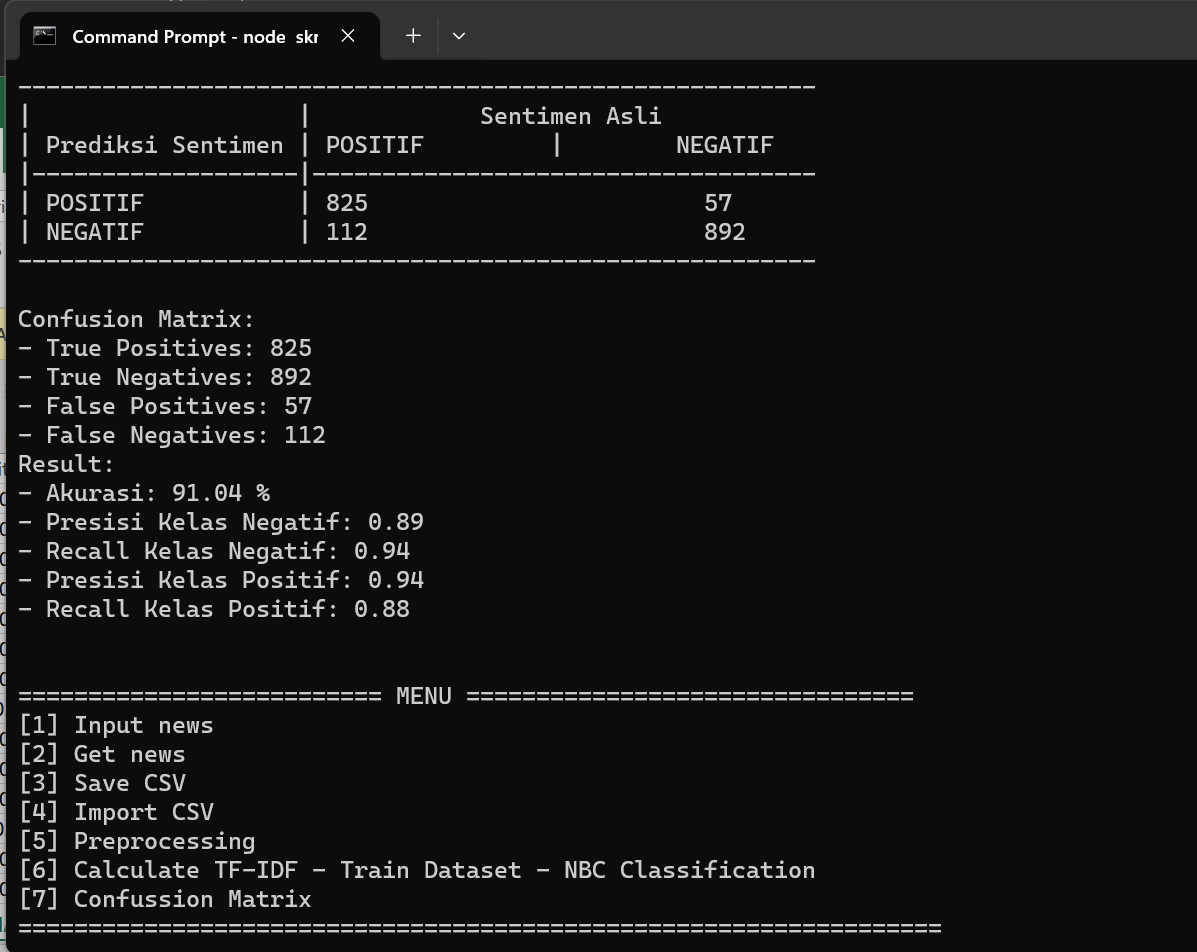 Command Prompt - node skr
| | Sentimen Asli
| Prediksi Sentimen | POSITIF | NEGATIF
|-------------------|------------------------------------
| POSITIF | 825 57
| NEGATIF | 112 892
---------------------------------------------------------
Confusion Matrix:
- True Positives: 825
- True Negatives: 892
- False Positives: 57
- False Negatives: 112
Result:
- Akurasi: 91.04 %
- Presisi Kelas Negatif: 0.89
- Recall Kelas Negatif: 0.94
- Presisi Kelas Positif: 0.94
- Recall Kelas Positif: 0.88
========================== MENU ================================
[1] Input news
[2] Get news
[3] Save CSV
[4] Import CSV
[5] Preprocessing
[6] Calculate TF-IDF - Train Dataset - NBC Classification
[7] Confussion Matrix
==================================================================